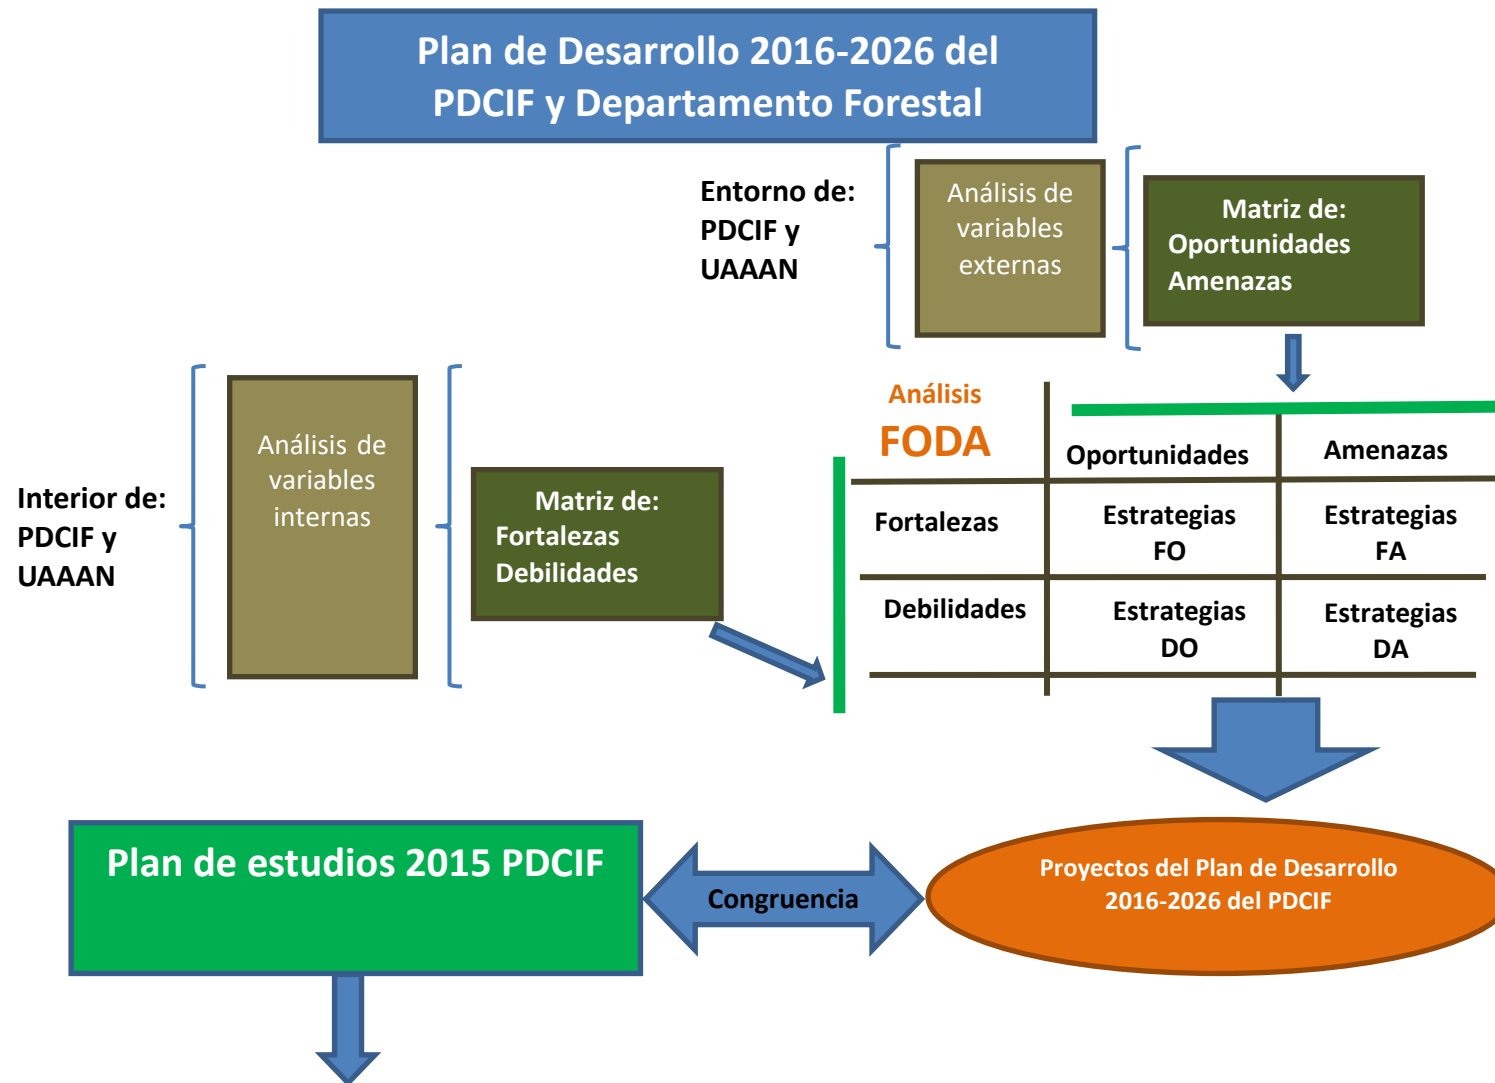 Plan de Desarrollo 2016-2026 del
PDCIF y Departamento Forestal
Entorno de:
PDCIF y
UAAAN
Análisis de
variables
externas
Matriz de:
Oportunidades
Amenazas
Interior de:
PDCIF y
UAAAN
Análisis de
variables
internas
Matriz de:
Fortalezas
Debilidades
Análisis
FODA
Oportunidades
Amenazas
Fortalezas
Estrategias
FO
Estrategias
FA
Debilidades
Estrategias
DO
Estrategias
DA
Plan de estudios 2015 PDCIF
Congruencia
Proyectos del Plan de Desarrollo
2016-2026 del PDCIF